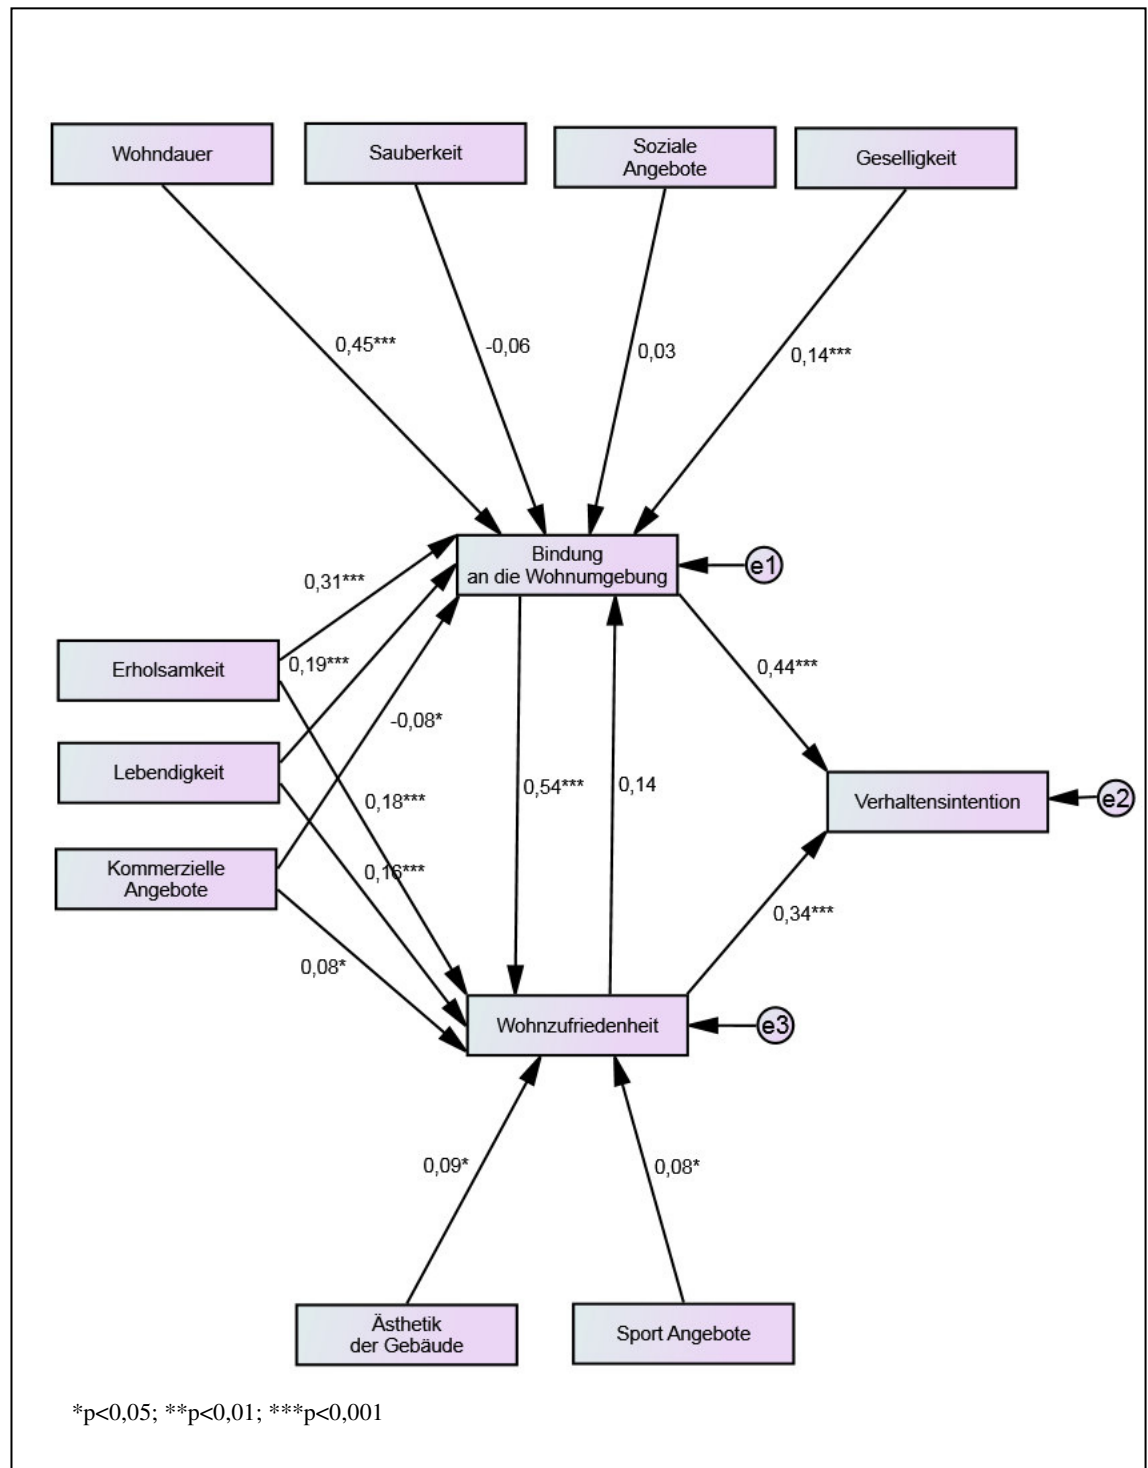 Wohndauer
Sauberkeit
Soziale
Angebote
Geselligkeit
0,45***
-0,06
0,03
0,14***
Bindung
an die Wohnumgebung
e1
0,31***
Erholsamkeit
0,19***
0,44***
-0,08*
Lebendigkeit
0,54***
0,14
0,18***
Verhaltensintention
e2
Kommerzielle
Angebote
0,16***
0,34***
0,08*
Wohnzufriedenheit
e3
0,09*
0,08*
Ästhetik
der Gebäude
Sport Angebote
*p<0,05; **p<0,01; ***p<0,001